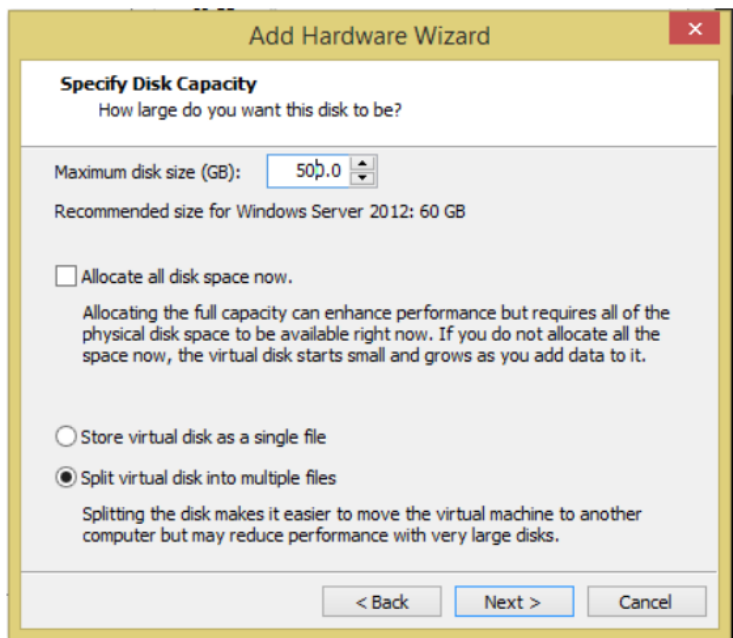 Add Hardware Wizard
Specify Disk Capacity
How large do you want this disk to be?
Maximum disk size (GB): 500.0
Recommended size for Windows Server 2012: 60 GB
Allocate all disk space now.
Allocating the full capacity can enhance performance but requires all of the
physical disk space to be available right now. If you do not allocate all the
space now, the virtual disk starts small and grows as you add data to it.
Store virtual disk as a single file
Split virtual disk into multiple files
Splitting the disk makes it easier to move the virtual machine to another
computer but may reduce performance with very large disks.
< Back Next > Cancel